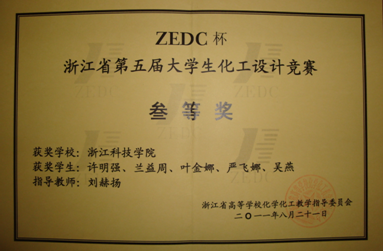 ZEDC 杯
浙江省第五届大学生化工设计竞赛
叁等奖
获奖学校：浙江科技学院
获奖学生：许明强、兰益周、叶金娜、严飞娜、吴燕
指导教师：刘赫扬
浙江省高等学校化学化工教学指导委员会
二〇一一年八月二十一日